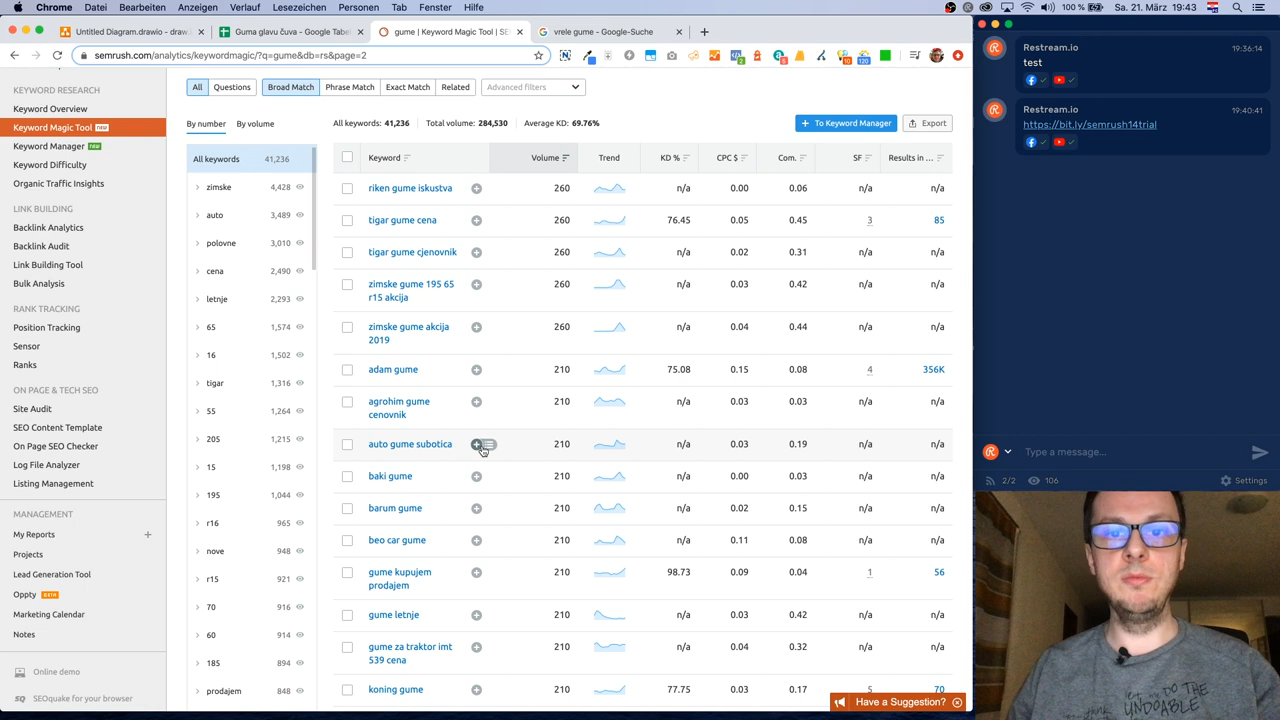 Chrome Datei Bearbeiten Anzeigen Verlauf Lesezeichen Personen Tab Fenster Hilfe 100 % Sa. 21. März 19:43
Untitled Diagram.drawio - draw.i
Guma glavu čuva - Google Tabel
gume | Keyword Magic Tool | SE
vrele gume - Google-Suche
semrush.com/analytics/keywordmagic/?q=gume&db=rs&page=2
KEYWORD RESEARCH
Keyword Overview
Keyword Magic Tool new
Keyword Manager new
Keyword Difficulty
Organic Traffic Insights
LINK BUILDING
Backlink Analytics
Backlink Audit
Link Building Tool
Bulk Analysis
RANK TRACKING
Position Tracking
Sensor
Ranks
ON PAGE & TECH SEO
Site Audit
SEO Content Template
On Page SEO Checker
Log File Analyzer
Listing Management
MANAGEMENT
My Reports
Projects
Lead Generation Tool
Oppty BETA
Marketing Calendar
Notes
Online demo
SEOquake for your browser
All Questions Broad Match Phrase Match Exact Match Related Advanced filters
By number By volume
All keywords: 41,236 Total volume: 284,530 Average KD: 69.76%
To Keyword Manager Export
All keywords 41,236
zimske 4,428
auto 3,489
polovne 3,010
cena 2,490
letnje 2,293
65 1,574
16 1,502
tigar 1,316
55 1,264
205 1,215
15 1,198
195 1,044
r16 965
nove 948
r15 921
70 916
60 914
185 894
prodajem 848
Keyword Volume Trend KD % CPC $ Com. SF Results in ...
riken gume iskustva 260 n/a 0.00 0.06 n/a n/a
tigar gume cena 260 76.45 0.05 0.45 3 85
tigar gume cjenovnik 260 n/a 0.02 0.31 n/a n/a
zimske gume 195 65 r15 akcija 260 n/a 0.03 0.42 n/a n/a
zimske gume akcija 2019 260 n/a 0.04 0.44 n/a n/a
adam gume 210 75.08 0.15 0.08 4 356K
agrohim gume cenovnik 210 n/a 0.03 0.03 n/a n/a
auto gume subotica 210 n/a 0.03 0.19 n/a n/a
baki gume 210 n/a 0.00 0.03 n/a n/a
barum gume 210 n/a 0.02 0.15 n/a n/a
beo car gume 210 n/a 0.11 0.08 n/a n/a
gume kupujem prodajem 210 98.73 0.09 0.04 1 56
gume letnje 210 n/a 0.03 0.42 n/a n/a
gume za traktor imt 539 cena 210 n/a 0.04 0.32 n/a n/a
koning gume 210 77.75 0.03 0.17 5 70
Have a Suggestion?
Restream.io 19:36:14
test
Restream.io 19:40:41
https://bit.ly/semrush14trial
Type a message...
2/2 106 Settings
DO THE
UNDOABLE